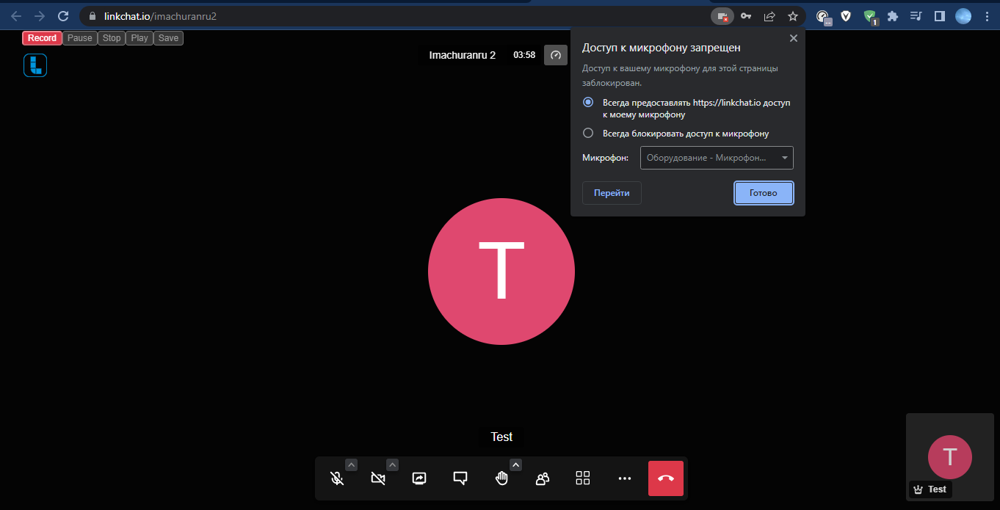 linkchat.io/imachuranru2
1
Record Pause Stop Play Save
Imachuranru 2 03:58
Доступ к микрофону запрещен
Доступ к вашему микрофону для этой страницы
заблокирован.
Всегда предоставлять https://linkchat.io доступ
к моему микрофону
Всегда блокировать доступ к микрофону
Микрофон: Оборудование - Микрофон...
Перейти Готово
T
Test
T
Test